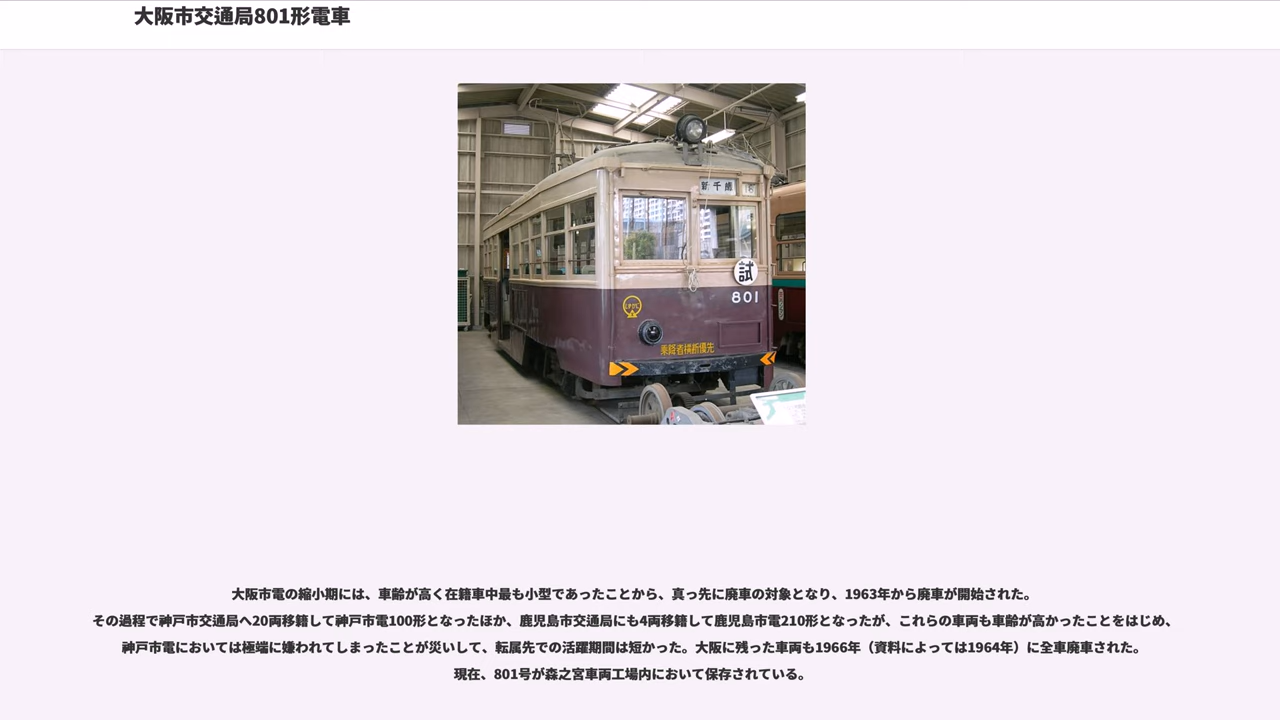 大阪市交通局801形電車
新千歳
試
801
乗降者横断優先
大阪市電の縮小期には、車齢が高く在籍車中最も小型であったことから、真っ先に廃車の対象となり、1963年から廃車が開始された。
その過程で神戸市交通局へ20両移籍して神戸市電100形となったほか、鹿児島市交通局にも4両移籍して鹿児島市電210形となったが、これらの車両も車齢が高かったことをはじめ、
神戸市電においては極端に嫌われてしまったことが災いして、転属先での活躍期間は短かった。大阪に残った車両も1966年（資料によっては1964年）に全車廃車された。
現在、801号が森之宮車両工場内において保存されている。